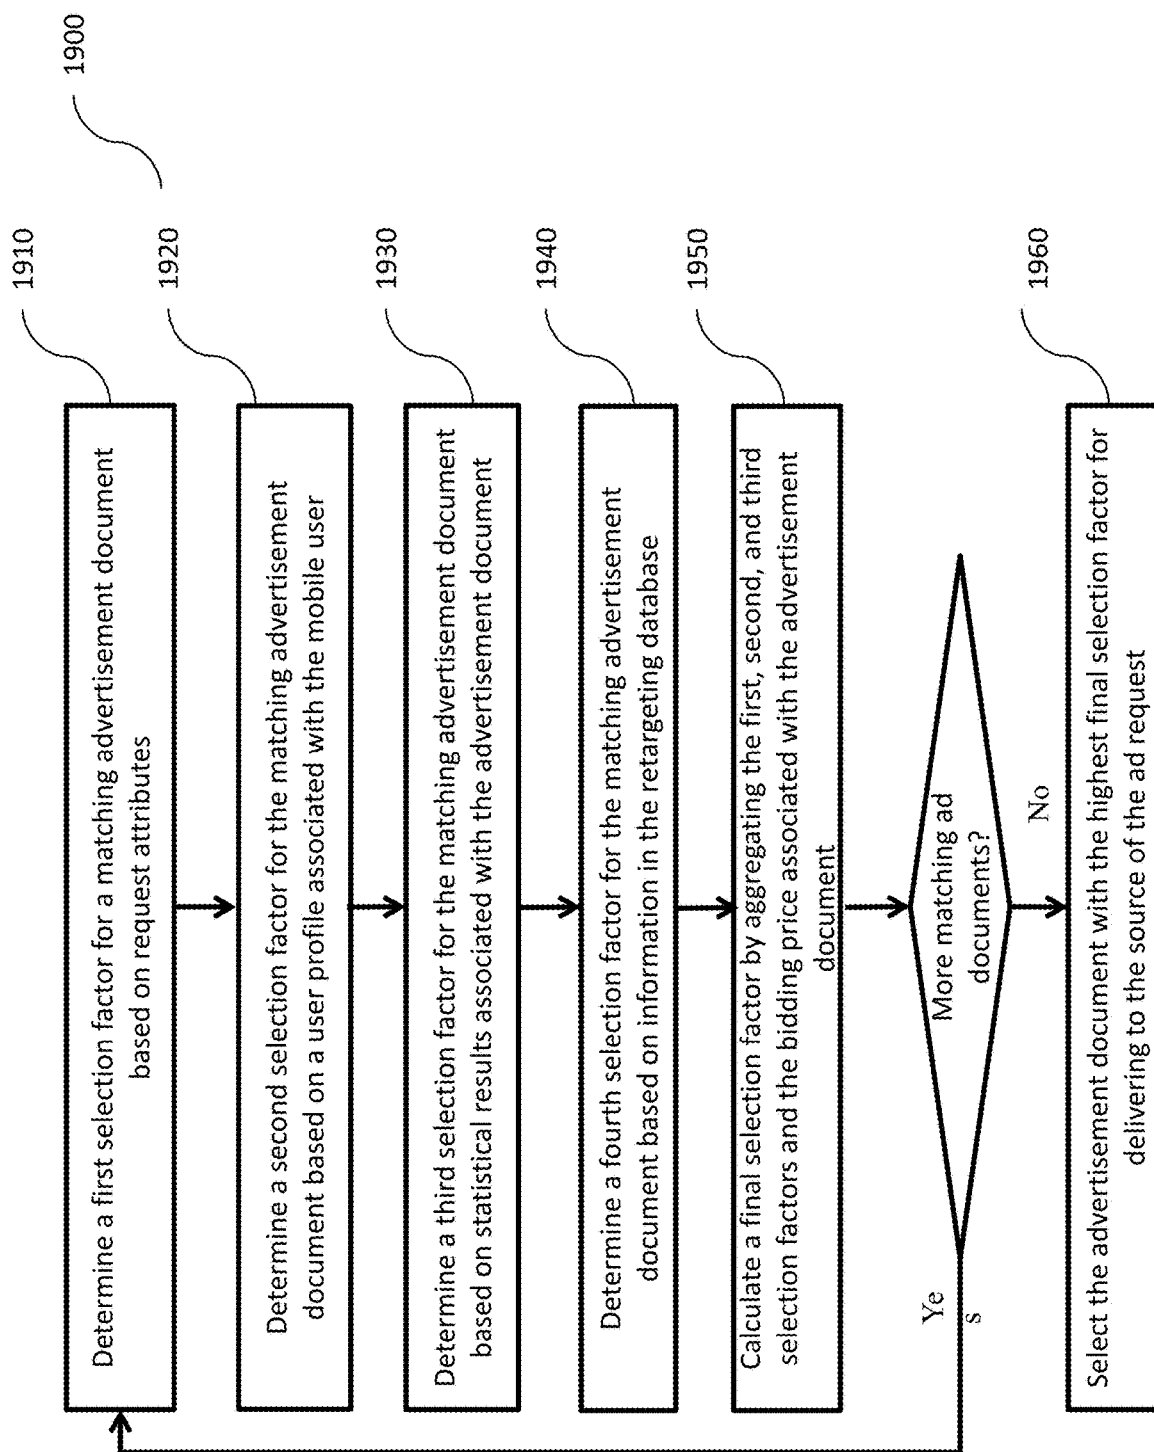 1900
1910
Determine a first selection factor for a matching advertisement document
based on request attributes
1920
Determine a second selection factor for the matching advertisement
document based on a user profile associated with the mobile user
1930
Determine a third selection factor for the matching advertisement document
based on statistical results associated with the advertisement document
1940
Determine a fourth selection factor for the matching advertisement
document based on information in the retargeting database
1950
Calculate a final selection factor by aggregating the first, second, and third
selection factors and the bidding price associated with the advertisement
document
More matching ad
documents?
Ye
s
No
1960
Select the advertisement document with the highest final selection factor for
delivering to the source of the ad request